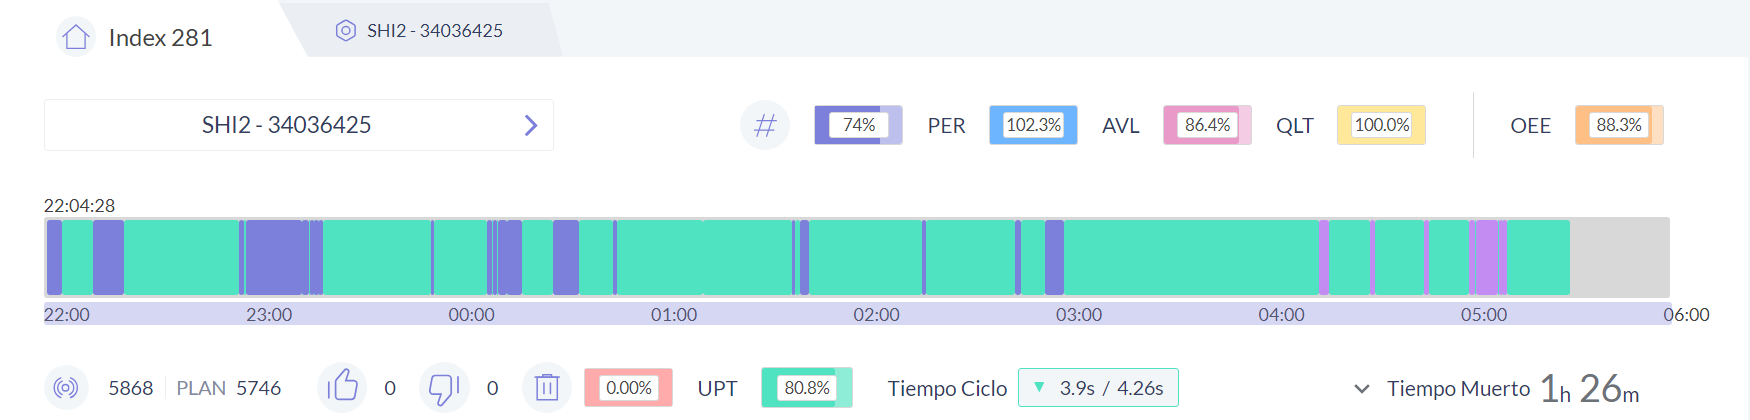 Index 281
SHI2 - 34036425
SHI2 - 34036425
74% PER 102.3% AVL 86.4% QLT 100.0% OEE 88.3%
22:04:28
22:00 23:00 00:00 01:00 02:00 03:00 04:00 05:00 06:00
5868 PLAN 5746 0 0 0.00% UPT 80.8% Tiempo Ciclo 3.9s / 4.26s Tiempo Muerto 1h 26m